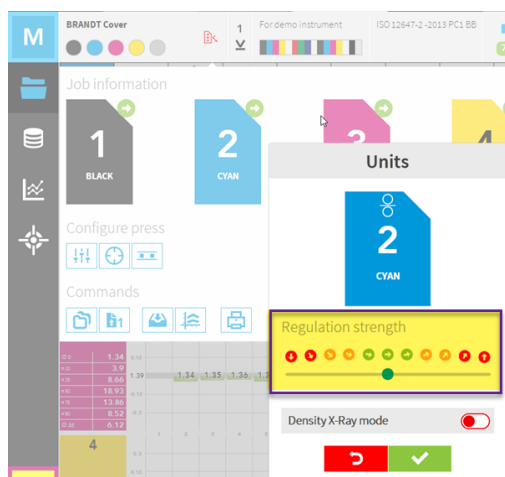 M
BRANDT Cover
1
For demo instrument
ISO 12647-2-2013 PC1 BB
Job information
1
BLACK
2
CYAN
3
4
Units
2
CYAN
Configure press
Commands
1
Regulation strength
1.34
3.9
8.66
18.93
13.86
8.52
6.12
1.39
1.34 1.35 1.36
4
Density X-Ray mode